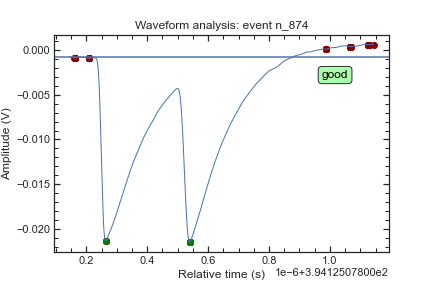 Waveform analysis: event n_874
0.000
−0.005
−0.010
−0.015
−0.020
Amplitude (V)
good
0.2
0.4
0.6
0.8
1.0
Relative time (s)
1e−6+3.9412507800e2